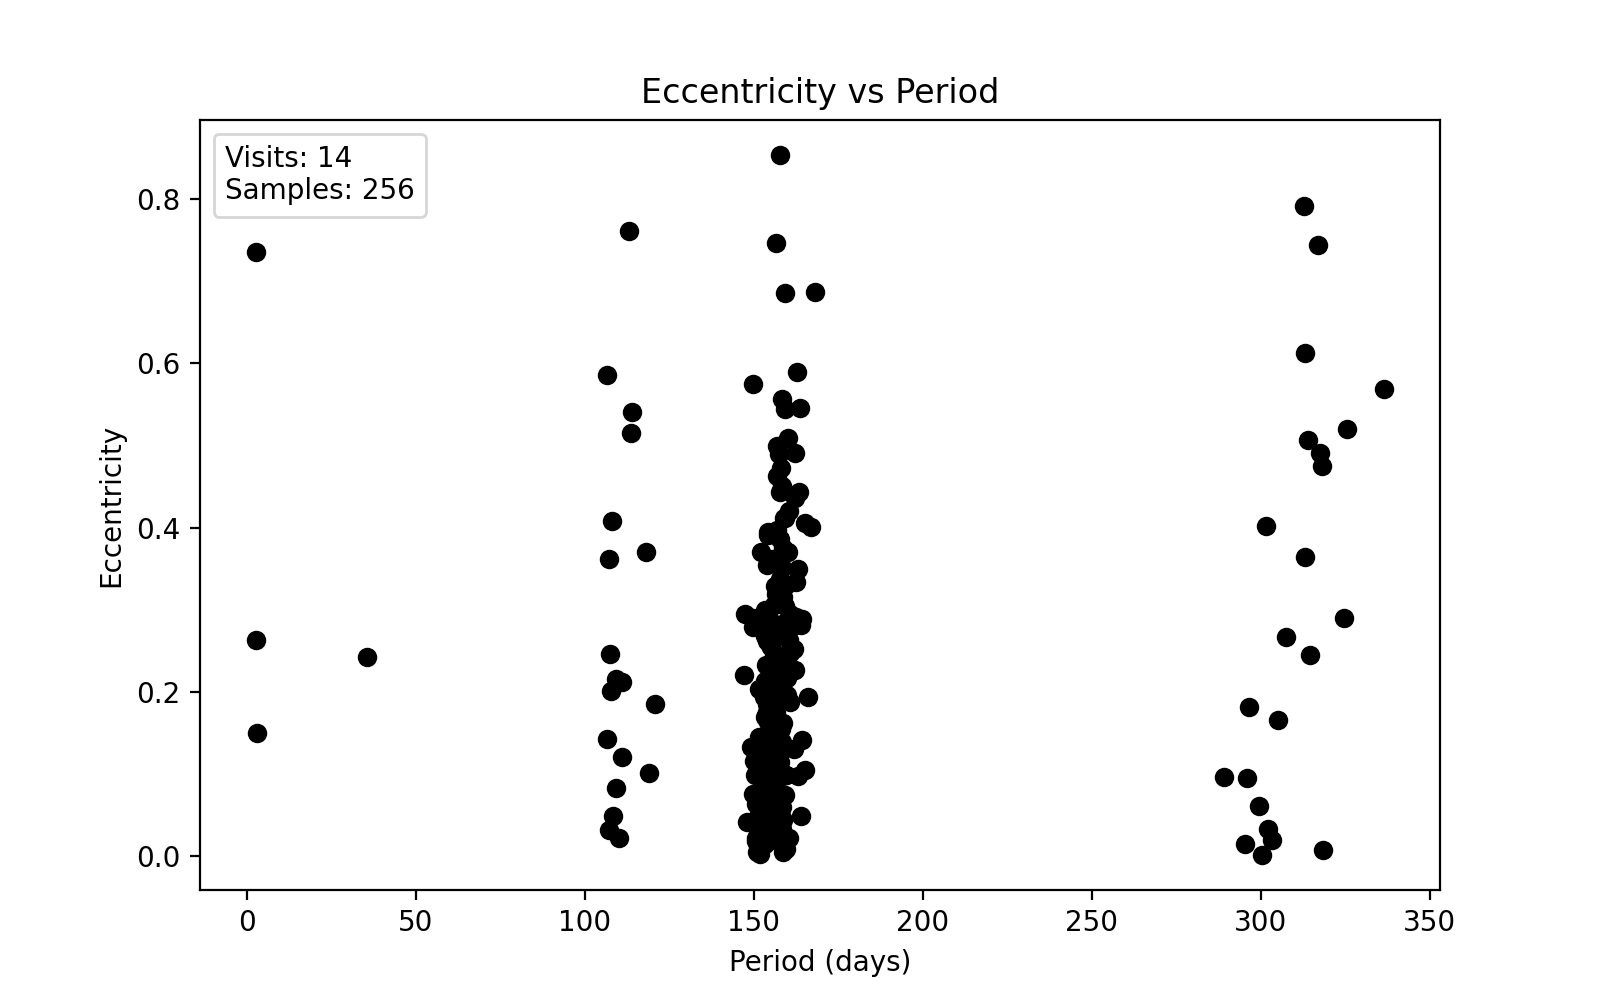 Eccentricity vs Period
Visits: 14
Samples: 256
Eccentricity
0.8
0.6
0.4
0.2
0.0
0 50 100 150 200 250 300 350
Period (days)